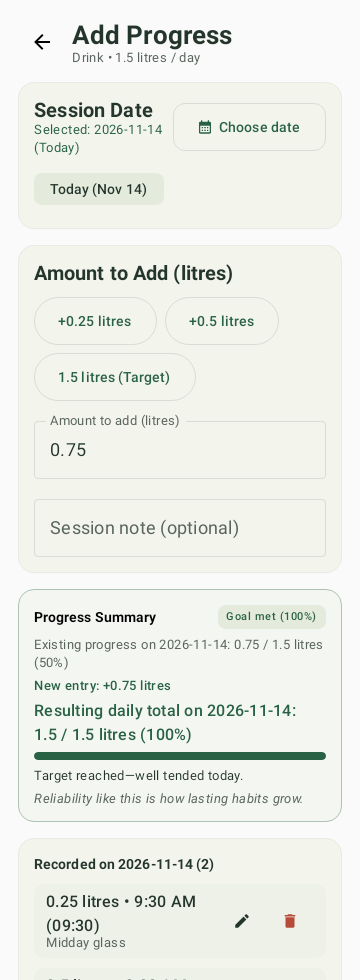 Add Progress
Drink • 1.5 litres / day
Session Date
Selected: 2026-11-14
(Today)
Choose date
Today (Nov 14)
Amount to Add (litres)
+0.25 litres
+0.5 litres
1.5 litres (Target)
Amount to add (litres)
0.75
Session note (optional)
Progress Summary
Goal met (100%)
Existing progress on 2026-11-14: 0.75 / 1.5 litres
(50%)
New entry: +0.75 litres
Resulting daily total on 2026-11-14:
1.5 / 1.5 litres (100%)
Target reached—well tended today.
Reliability like this is how lasting habits grow.
Recorded on 2026-11-14 (2)
0.25 litres • 9:30 AM
(09:30)
Midday glass